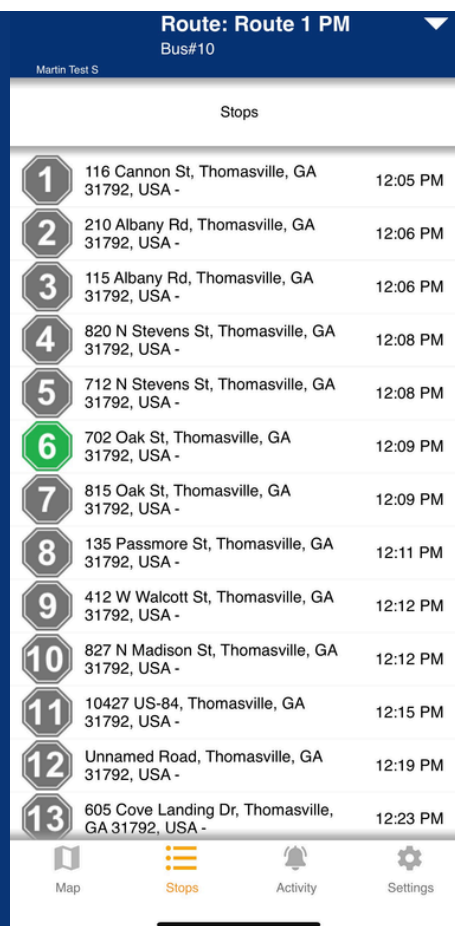 Route: Route 1 PM
Bus#10
Martin Test S
Stops
1 116 Cannon St, Thomasville, GA 12:05 PM
31792, USA -
2 210 Albany Rd, Thomasville, GA 12:06 PM
31792, USA -
3 115 Albany Rd, Thomasville, GA 12:06 PM
31792, USA -
4 820 N Stevens St, Thomasville, GA 12:08 PM
31792, USA -
5 712 N Stevens St, Thomasville, GA 12:08 PM
31792, USA -
6 702 Oak St, Thomasville, GA 12:09 PM
31792, USA -
7 815 Oak St, Thomasville, GA 12:09 PM
31792, USA -
8 135 Passmore St, Thomasville, GA 12:11 PM
31792, USA -
9 412 W Walcott St, Thomasville, GA 12:12 PM
31792, USA -
10 827 N Madison St, Thomasville, GA 12:12 PM
31792, USA -
11 10427 US-84, Thomasville, GA 12:15 PM
31792, USA -
12 Unnamed Road, Thomasville, GA 12:19 PM
31792, USA -
13 605 Cove Landing Dr, Thomasville, 12:23 PM
GA 31792, USA -
Map Stops Activity Settings